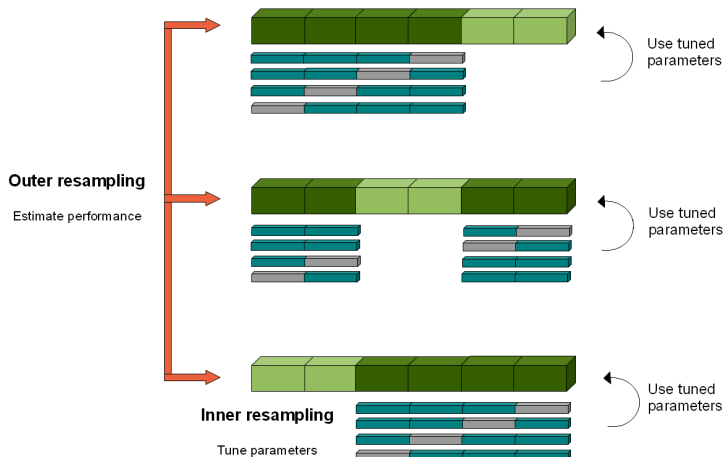 Use tuned
parameters
Outer resampling
Estimate performance
Use tuned
parameters
Use tuned
parameters
Inner resampling
Tune parameters